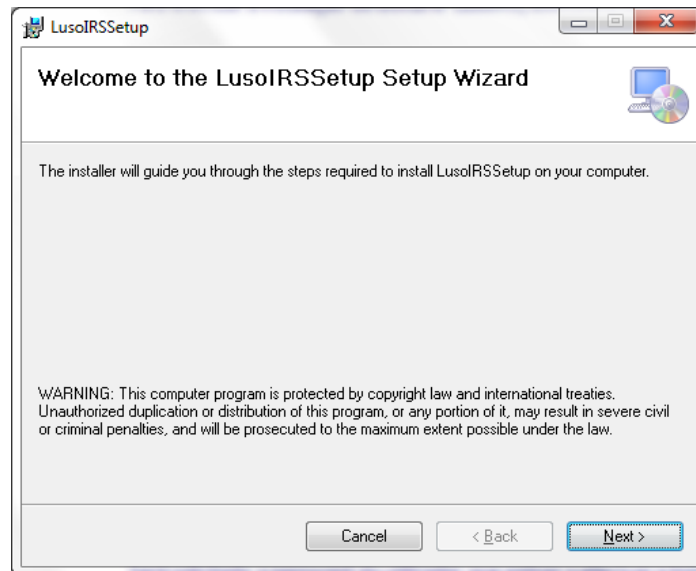 LusoIRSSetup
Welcome to the LusoIRSSetup Setup Wizard
The installer will guide you through the steps required to install LusoIRSSetup on your computer.
WARNING: This computer program is protected by copyright law and international treaties.
Unauthorized duplication or distribution of this program, or any portion of it, may result in severe civil
or criminal penalties, and will be prosecuted to the maximum extent possible under the law.
Cancel
< Back
Next >